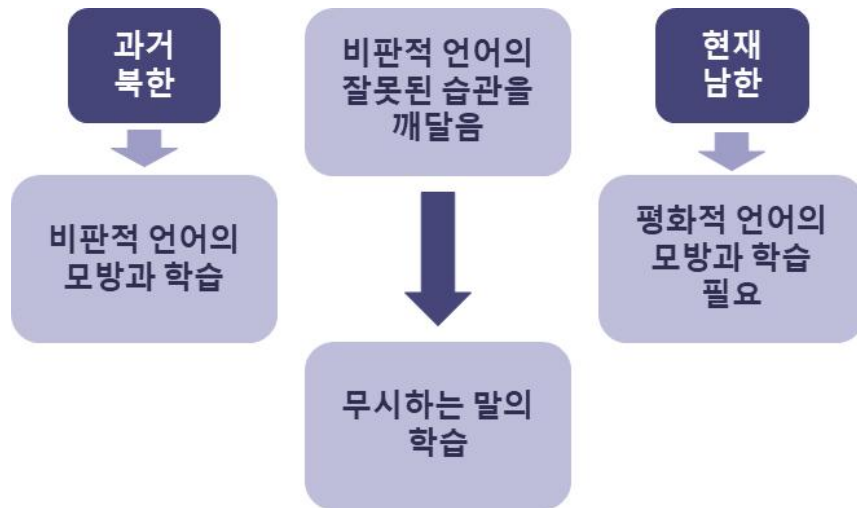 과거
북한
비판적 언어의
모방과 학습
비판적 언어의
잘못된 습관을
깨달음
무시하는 말의
학습
현재
남한
평화적 언어의
모방과 학습
필요